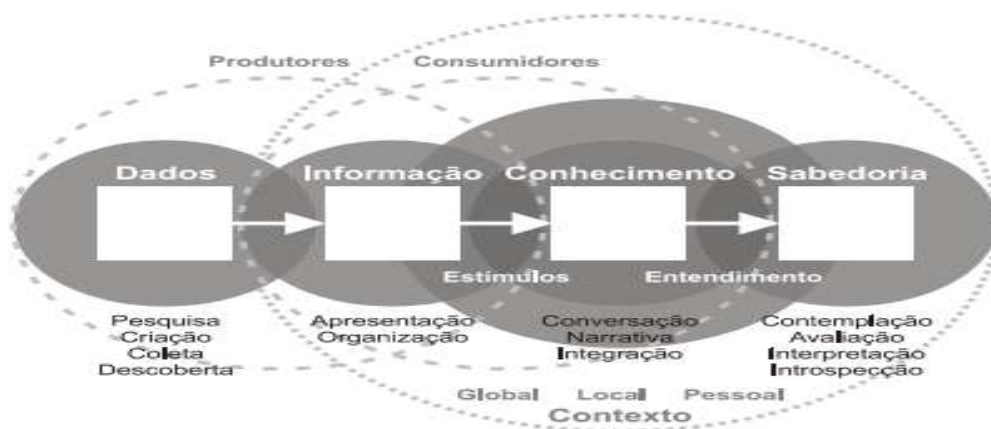 Produtores Consumidores
Dados Informação Conhecimento Sabedoria
Estímulos Entendimento
Pesquisa
Criação
Coleta
Descoberta
Apresentação
Organização
Conversação
Narrativa
Integração
Contemplação
Avaliação
Interpretação
Introspecção
Global Local Pessoal
Contexto